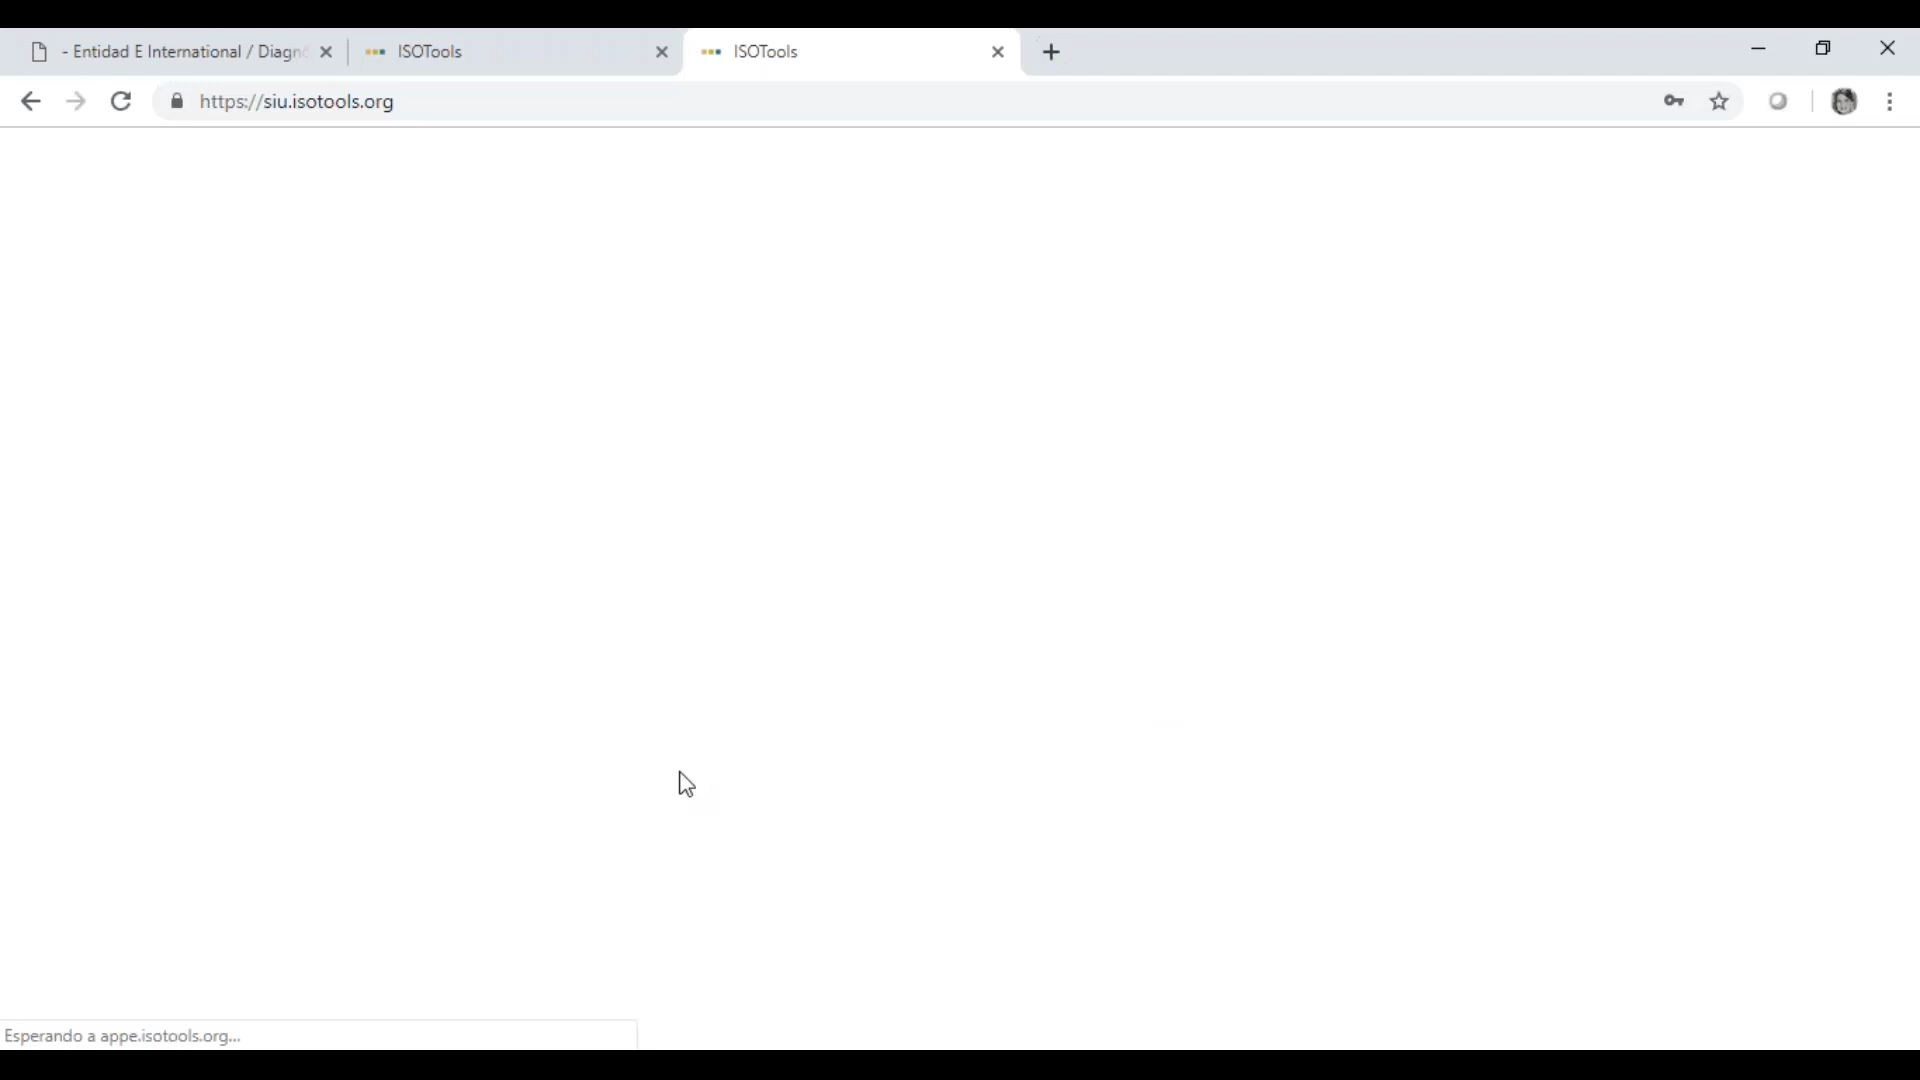 - Entidad E International / Diagn
ISOTools
ISOTools
https://siu.isotools.org
Esperando a appe.isotools.org...